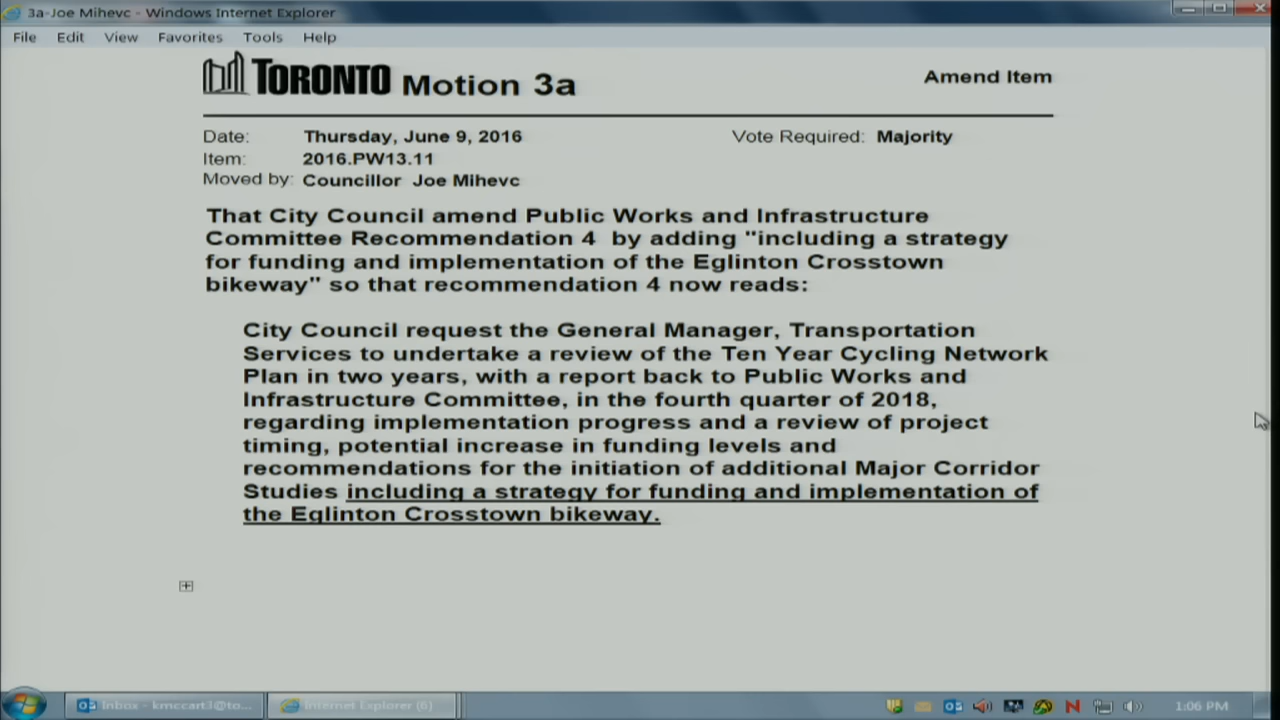 3a-Joe Mihevc - Windows Internet Explorer
File Edit View Favorites Tools Help
TORONTO Motion 3a
Amend Item
Date: Thursday, June 9, 2016
Vote Required: Majority
Item: 2016.PW13.11
Moved by: Councillor Joe Mihevc
That City Council amend Public Works and Infrastructure
Committee Recommendation 4 by adding "including a strategy
for funding and implementation of the Eglinton Crosstown
bikeway" so that recommendation 4 now reads:
City Council request the General Manager, Transportation
Services to undertake a review of the Ten Year Cycling Network
Plan in two years, with a report back to Public Works and
Infrastructure Committee, in the fourth quarter of 2018,
regarding implementation progress and a review of project
timing, potential increase in funding levels and
recommendations for the initiation of additional Major Corridor
Studies including a strategy for funding and implementation of
the Eglinton Crosstown bikeway.
Inbox - kmccart3@to...
Internet Explorer (6)
1:06 PM